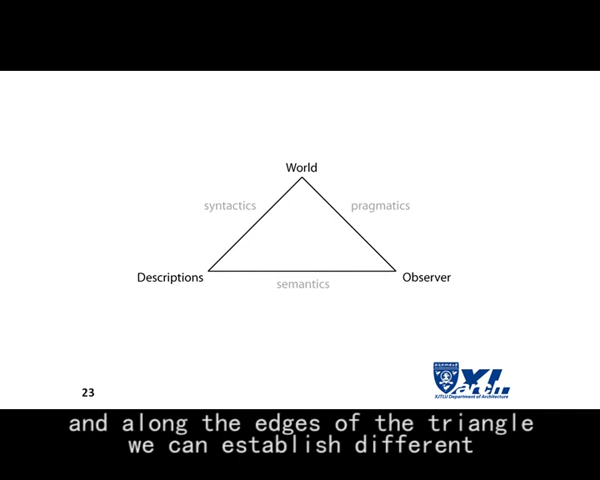 World
syntactics
pragmatics
Descriptions
Observer
semantics
23
XJTLU Department of Architecture
and along the edges of the triangle
we can establish different